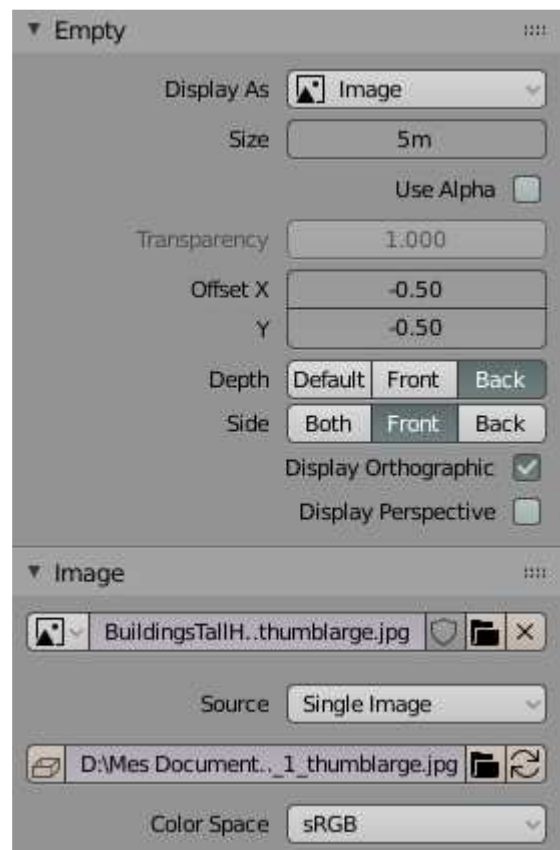 Empty
Display As Image
Size 5m
Use Alpha
Transparency 1.000
Offset X -0.50
Y -0.50
Depth Default Front Back
Side Both Front Back
Display Orthographic
Display Perspective
Image
BuildingsTallH..thumblarge.jpg
Source Single Image
D:\Mes Document.._1_thumblarge.jpg
Color Space sRGB